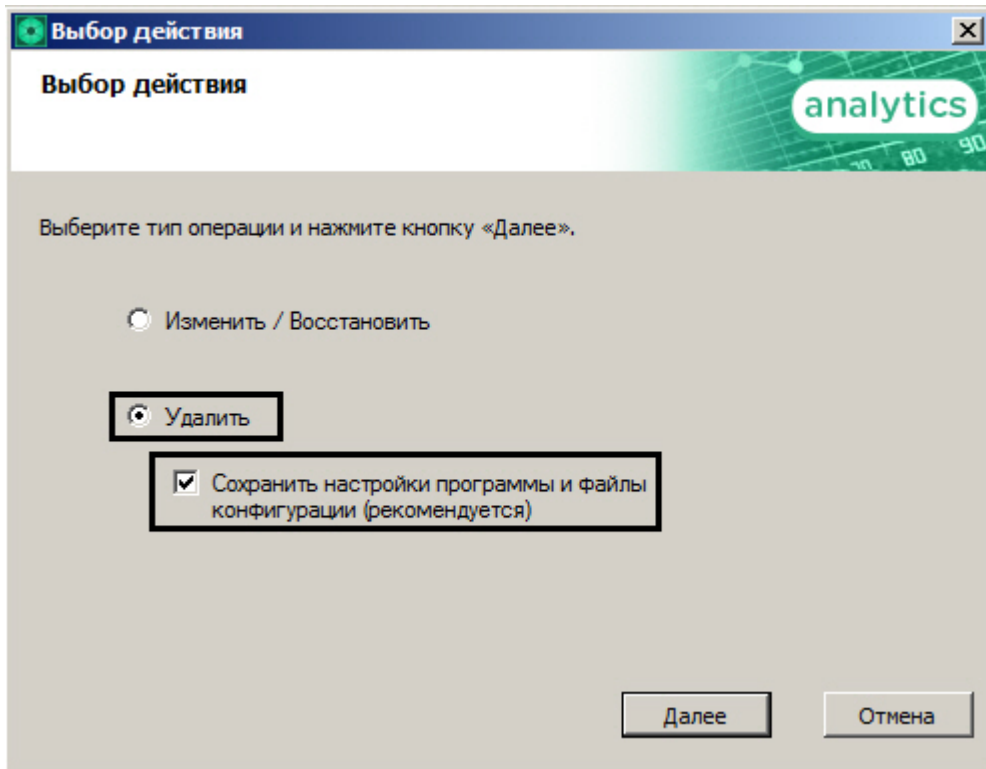 Выбор действия
Выбор действия
analytics
70 80 90
Выберите тип операции и нажмите кнопку «Далее».
Изменить / Восстановить
Удалить
Сохранить настройки программы и файлы
конфигурации (рекомендуется)
Далее
Отмена